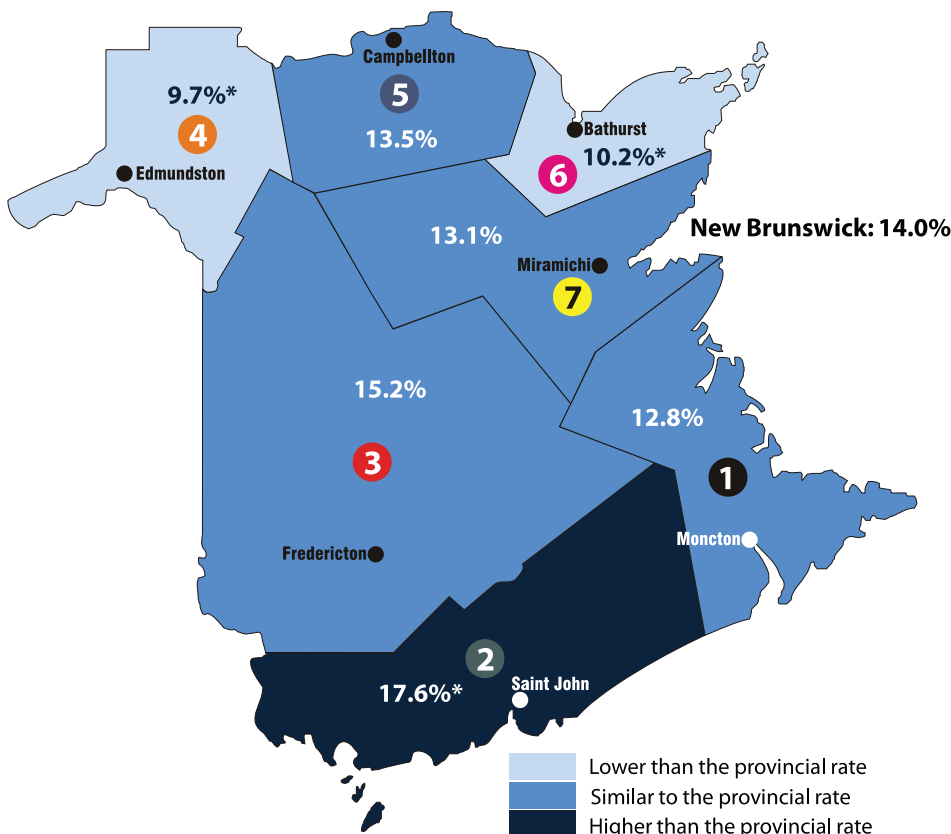 Campbellton
9.7%*
5
4
13.5%
Bathurst
10.2%*
Edmundston
6
New Brunswick: 14.0%
13.1%
Miramichi
7
15.2%
12.8%
3
1
Moncton
Fredericton
2
Saint John
17.6%*
Lower than the provincial rate
Similar to the provincial rate
Higher than the provincial rate